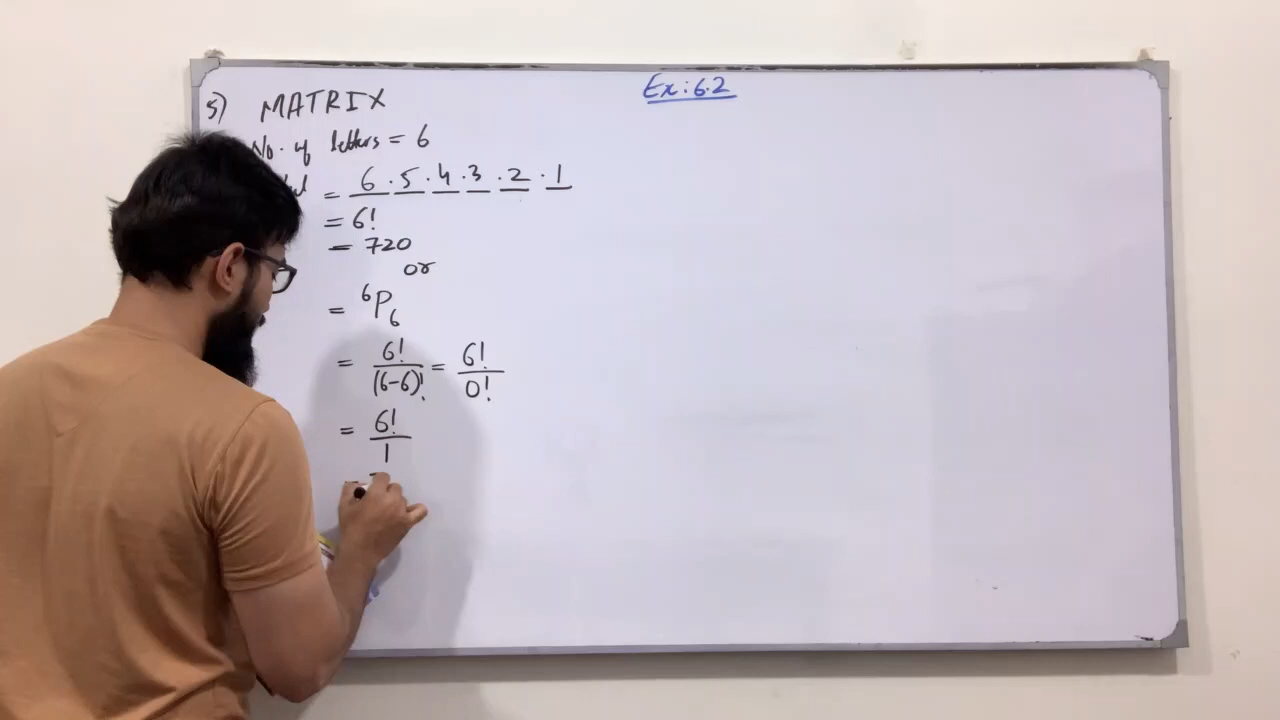 Ex: 6.2
5) MATRIX
No. of letters = 6
= 6 . 5 . 4 . 3 . 2 . 1
= 6!
= 720
or
= ⁶P₆
= 6!/(6-6)! = 6!/0!
= 6!/1